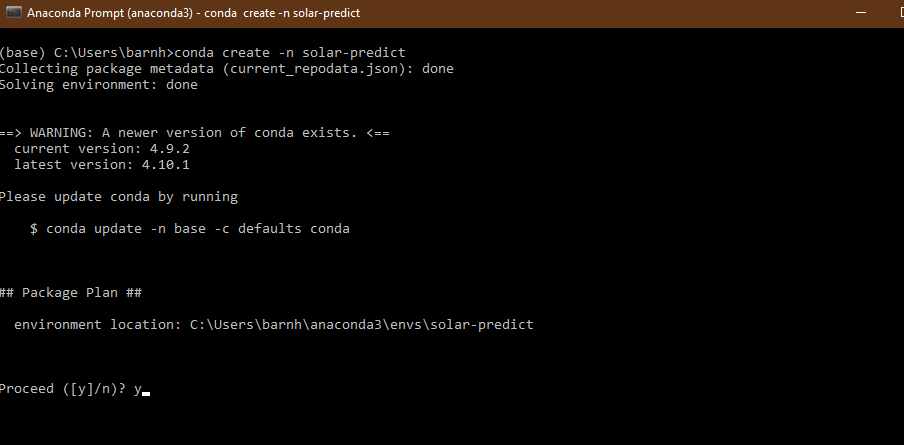 Anaconda Prompt (anaconda3) - conda  create -n solar-predict
(base) C:\Users\barnh>conda create -n solar-predict
Collecting package metadata (current_repodata.json): done
Solving environment: done
==> WARNING: A newer version of conda exists. <==
  current version: 4.9.2
  latest version: 4.10.1
Please update conda by running
    $ conda update -n base -c defaults conda
## Package Plan ##
  environment location: C:\Users\barnh\anaconda3\envs\solar-predict
Proceed ([y]/n)? y